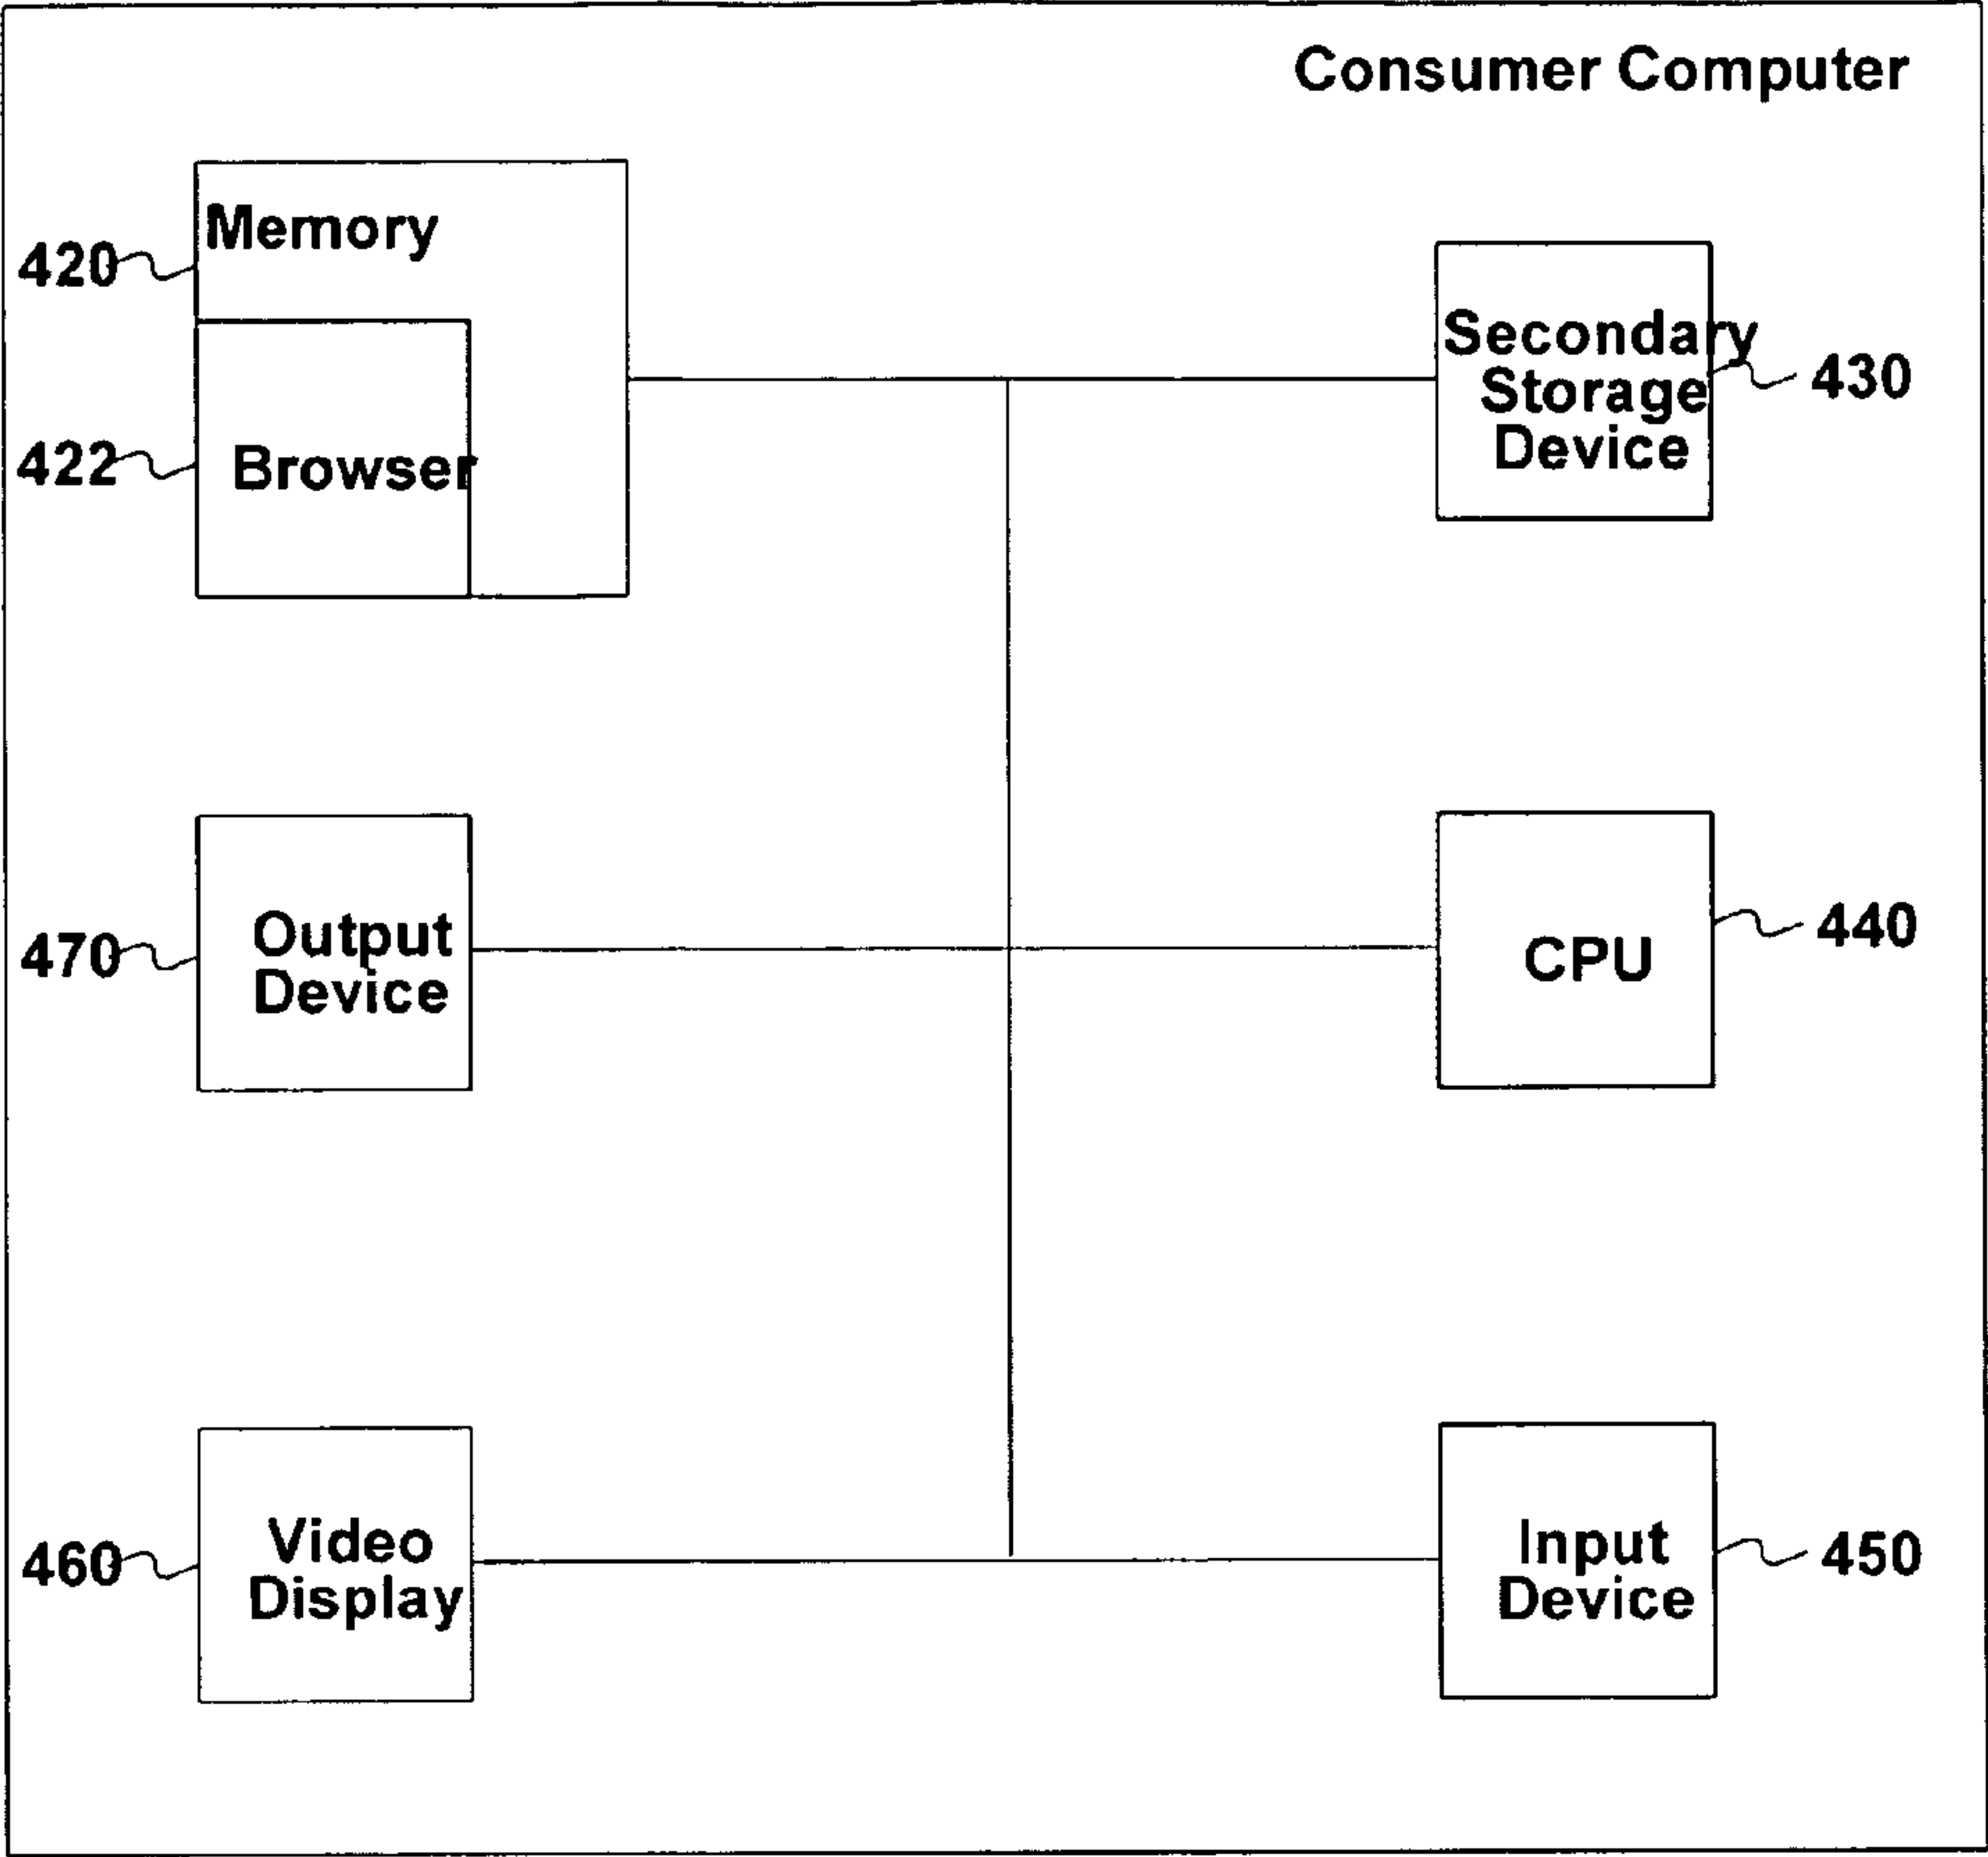 Consumer Computer
Memory
420
Browser
422
Secondary
Storage
Device
430
Output
Device
470
CPU
440
Video
Display
460
Input
Device
450